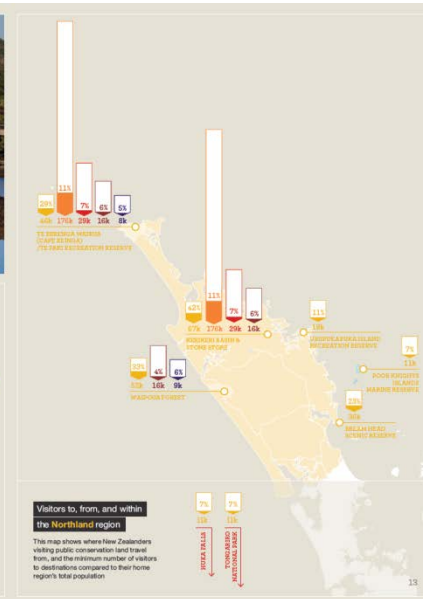 29% 11% 7% 6% 5%
176k 28k 16k 8k
TE RERENGA WAIRUA
(CAPE REINGA)
/TE PAKI RECREATION RESERVE
42% 11% 7% 6%
67k 176k 29k 16k
KERIKERI BASIN &
STONE STORE
11%
18k
URUPUKAPUKA ISLAND
RECREATION RESERVE
7%
11k
POOR KNIGHTS
ISLANDS
MARINE RESERVE
33% 4% 6%
16k 9k
WAIPOUA FOREST
23%
BREAM HEAD
SCENIC RESERVE
Visitors to, from, and within
the Northland region
This map shows where New Zealanders
visiting public conservation land travel
from, and the minimum number of visitors
to destinations compared to their home
region's total population
7% 7%
11k 11k
HUKA FALLS
TONGARIRO
NATIONAL PARK
13